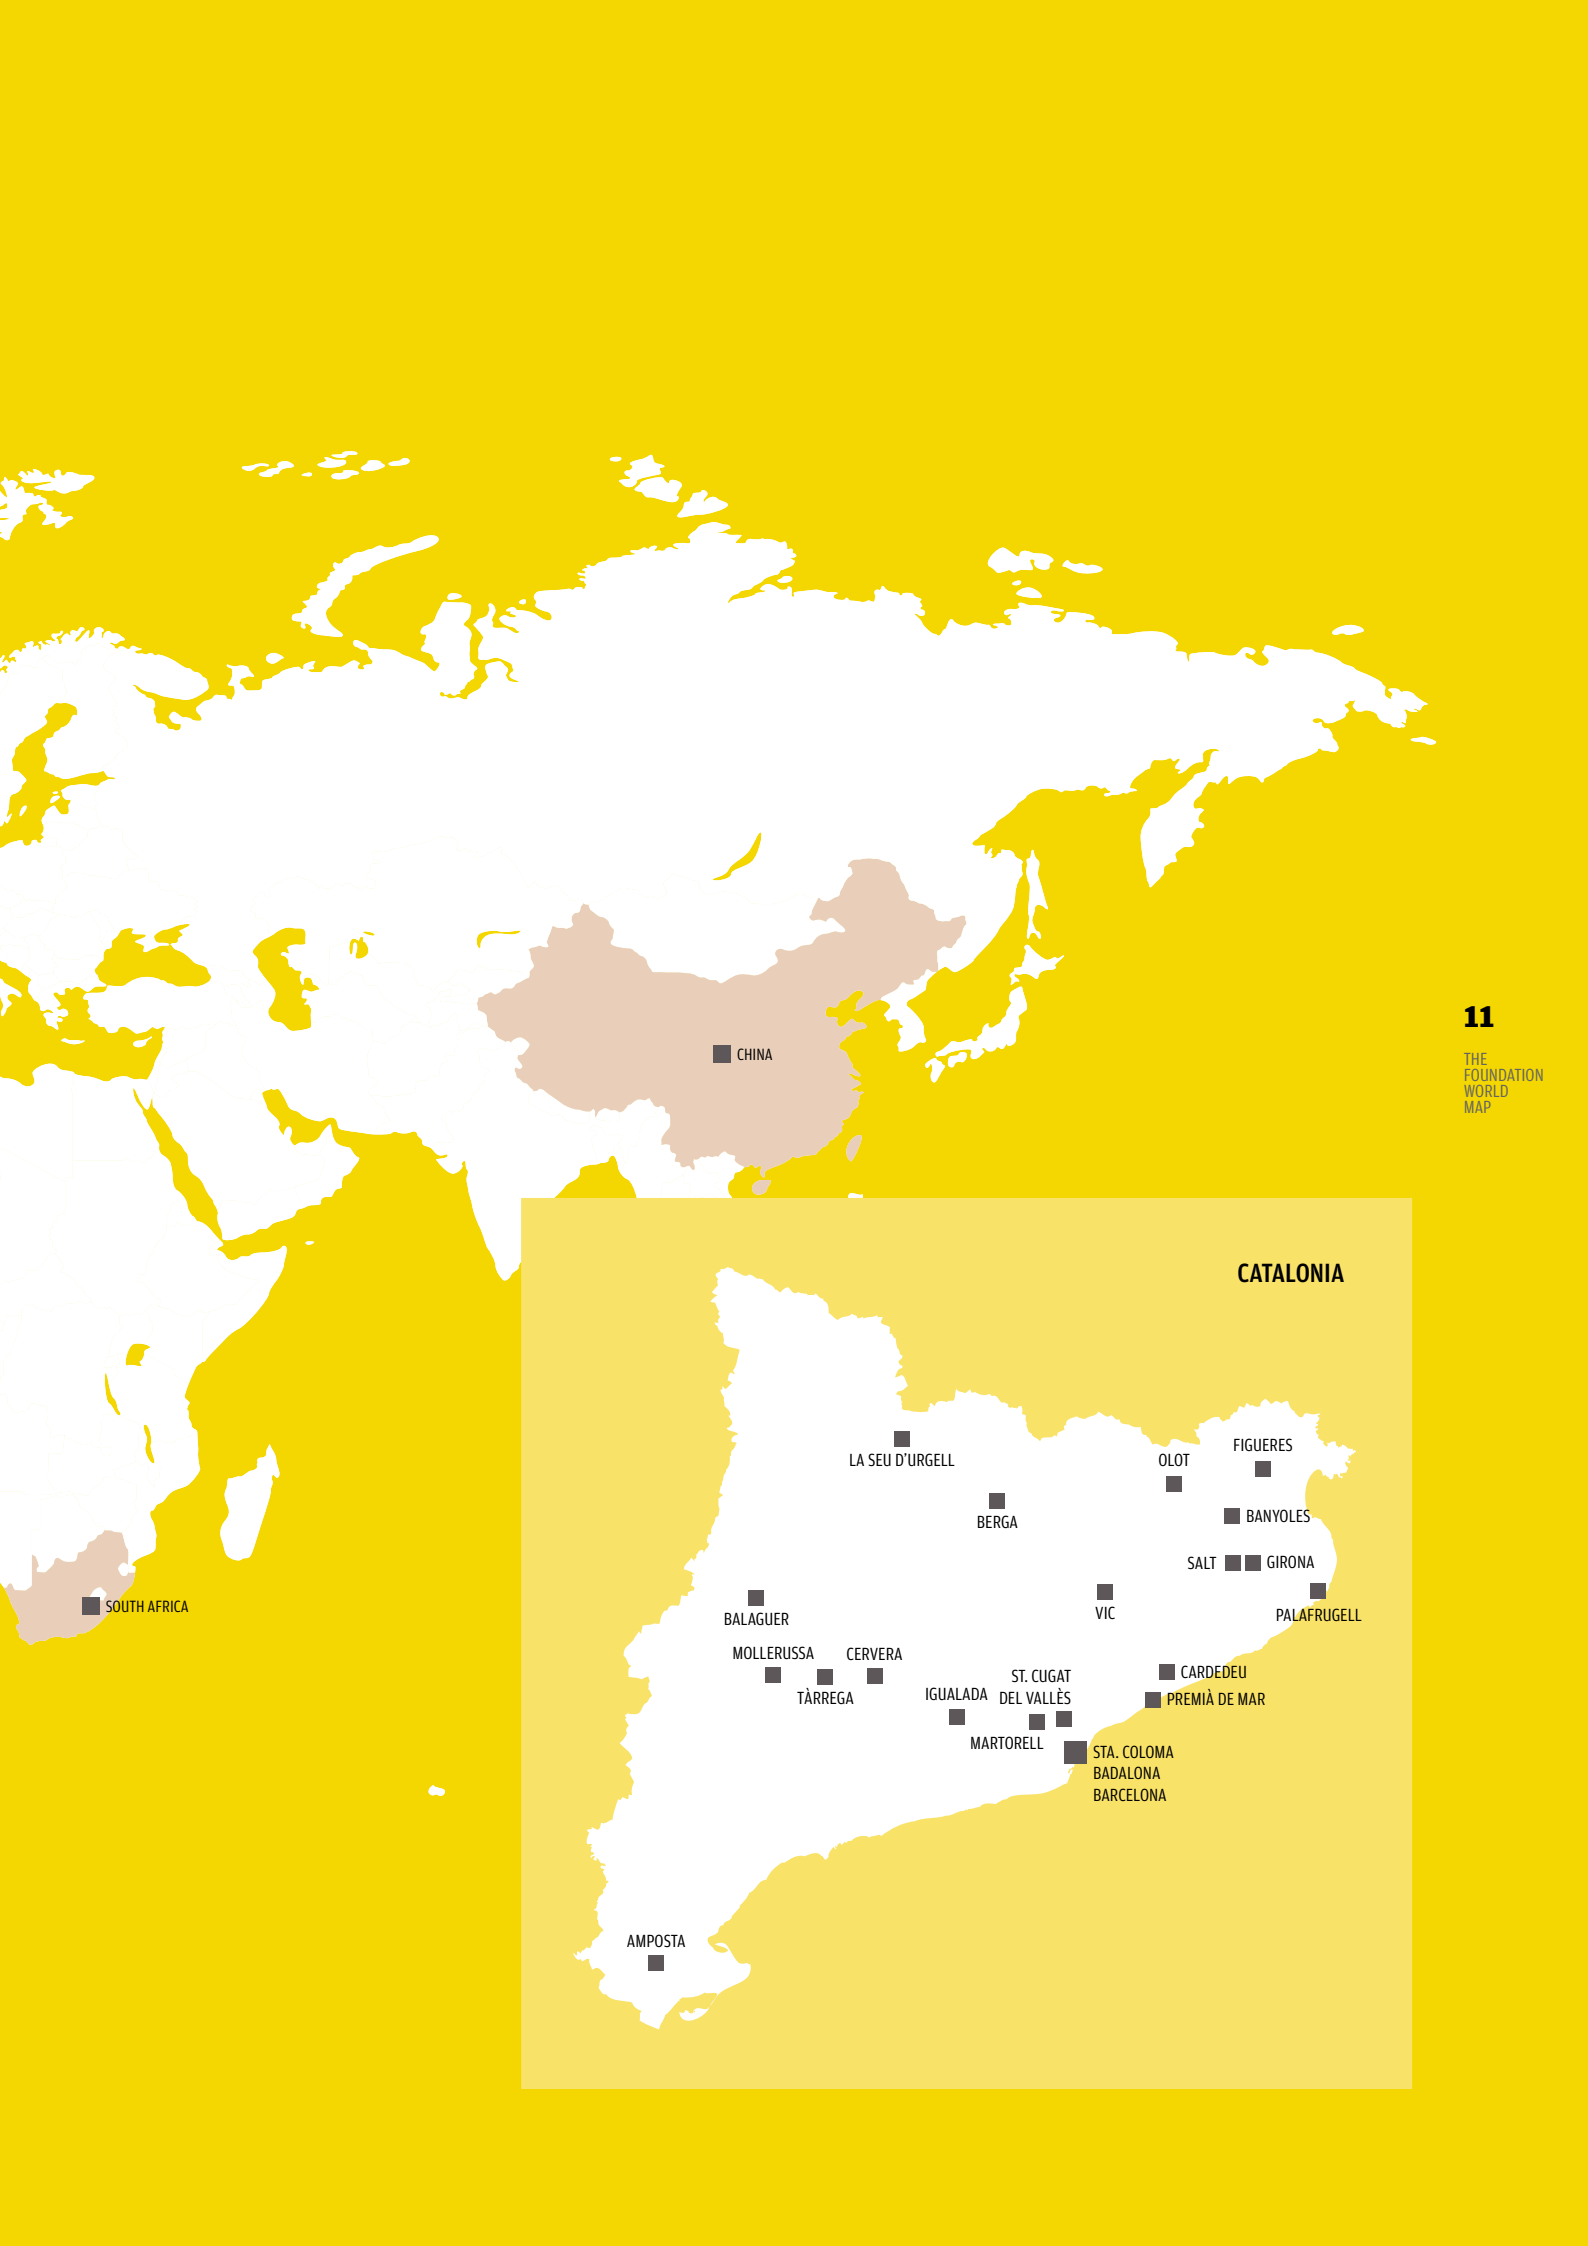 11
THE
FOUNDATION
WORLD
MAP
CHINA
SOUTH AFRICA
CATALONIA
LA SEU D'URGELL
BERGA
OLOT
FIGUERES
BANYOLES
SALT
GIRONA
PALAFRUGELL
VIC
BALAGUER
MOLLERUSSA
TÀRREGA
CERVERA
IGUALADA
ST. CUGAT
DEL VALLÈS
MARTORELL
CARDEDEU
PREMIÀ DE MAR
STA. COLOMA
BADALONA
BARCELONA
AMPOSTA